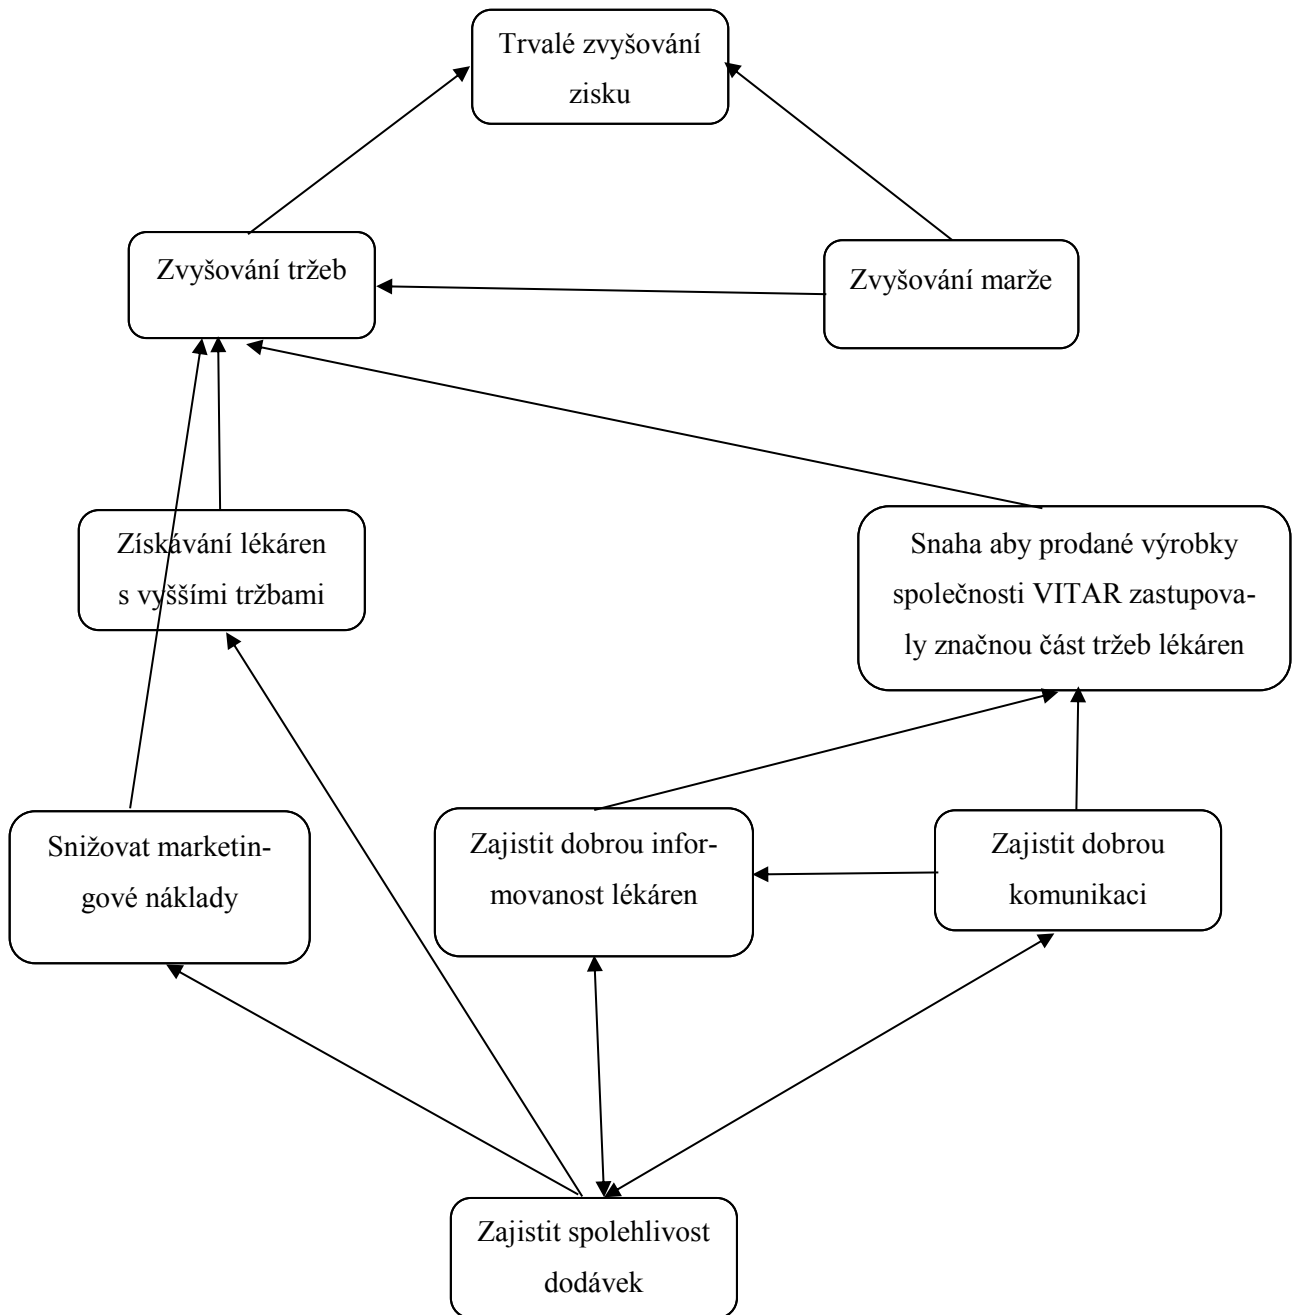 Trvalé zvyšování
zisku
Zvyšování tržeb
Zvyšování marže
Získávání lékáren
s vyššími tržbami
Snaha aby prodané výrobky
společnosti VITAR zastupova-
ly značnou část tržeb lékáren
Snižovat marketin-
gové náklady
Zajistit dobrou infor-
movanost lékáren
Zajistit dobrou
komunikaci
Zajistit spolehlivost
dodávek